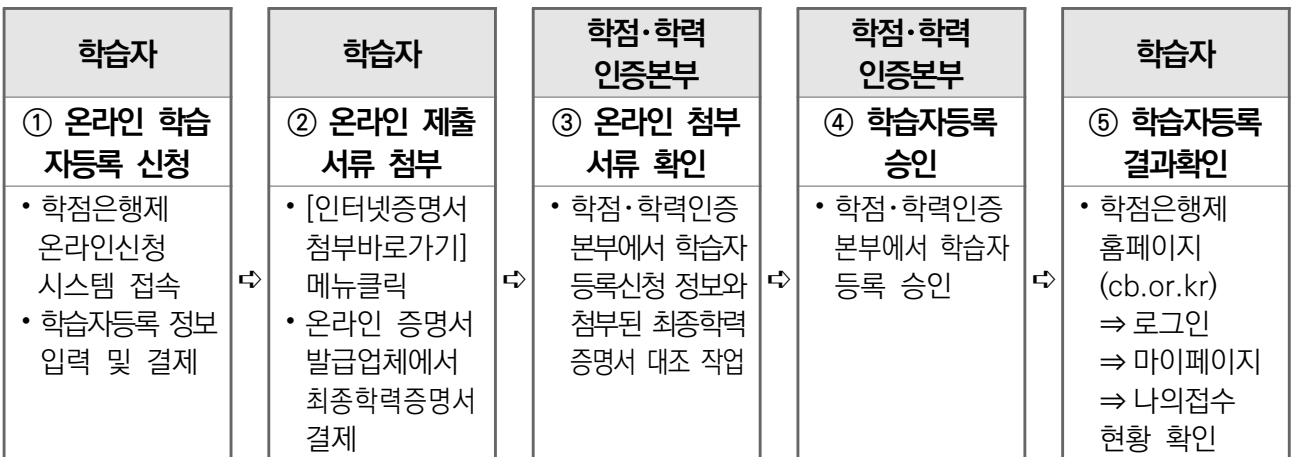 학습자
① 온라인 학습
자등록 신청
• 학점은행제
온라인신청
시스템 접속
• 학습자등록 정보
입력 및 결제
➪
학습자
② 온라인 제출
서류 첨부
• [인터넷증명서
첨부바로가기]
메뉴클릭
• 온라인 증명서
발급업체에서
최종학력증명서
결제
➪
학점·학력
인증본부
③ 온라인 첨부
서류 확인
• 학점·학력인증
본부에서 학습자
등록신청 정보와
첨부된 최종학력
증명서 대조 작업
➪
학점·학력
인증본부
④ 학습자등록
승인
• 학점·학력인증
본부에서 학습자
등록 승인
➪
학습자
⑤ 학습자등록
결과확인
• 학점은행제
홈페이지
(cb.or.kr)
⇒ 로그인
⇒ 마이페이지
⇒ 나의접수
현황 확인